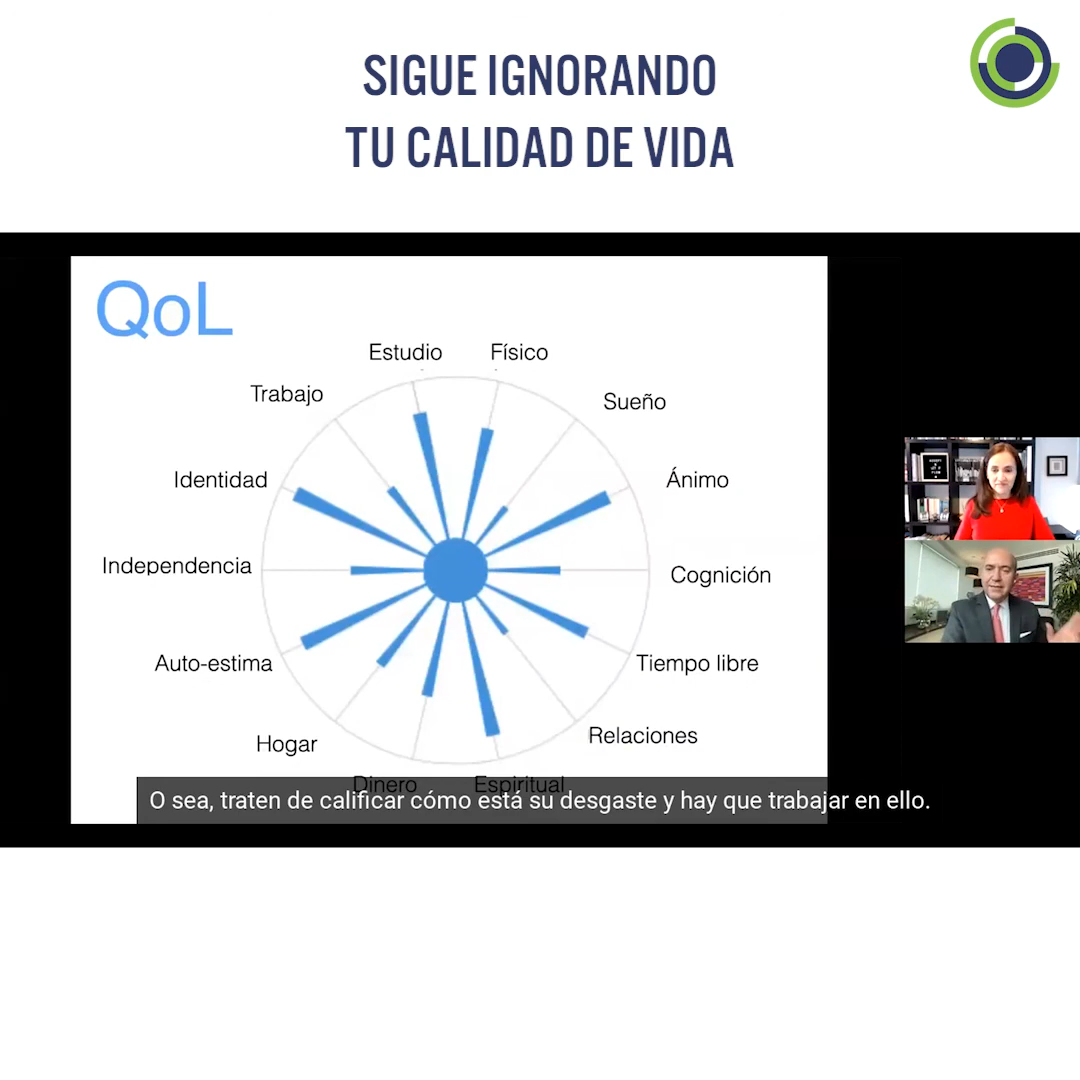 SIGUE IGNORANDO
TU CALIDAD DE VIDA
QoL
Estudio
Físico
Trabajo
Sueño
Identidad
Ánimo
Independencia
Cognición
Auto-estima
Tiempo libre
Hogar
Relaciones
Dinero
Espiritual
O sea, traten de calificar cómo está su desgaste y hay que trabajar en ello.